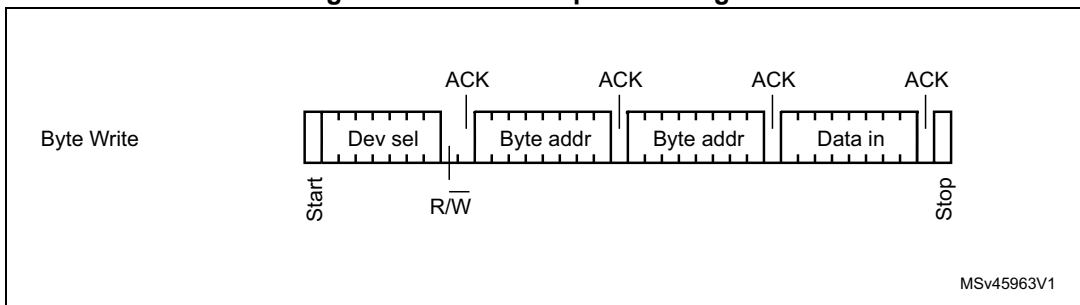 ACK ACK ACK ACK
Byte Write Dev sel Byte addr Byte addr Data in
Start R/W̅ Stop
MSv45963V1